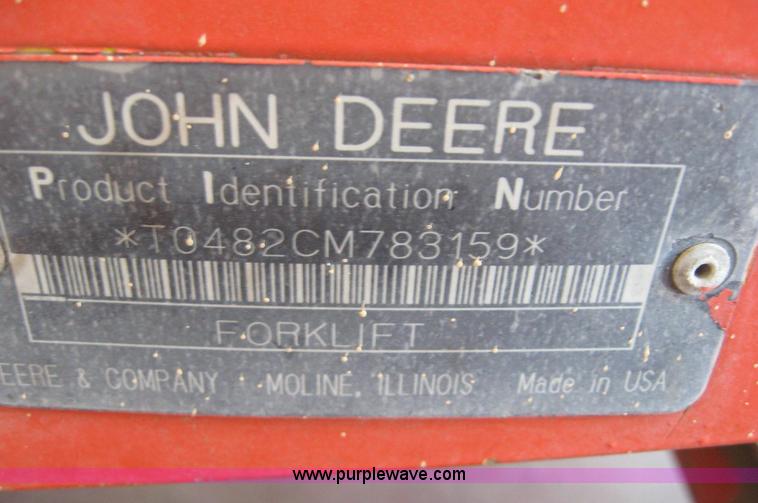 JOHN DEERE
Product Identification Number
*T0482CM783159*
FORKLIFT
EERE & COMPANY MOLINE, ILLINOIS Made in USA
www.purplewave.com